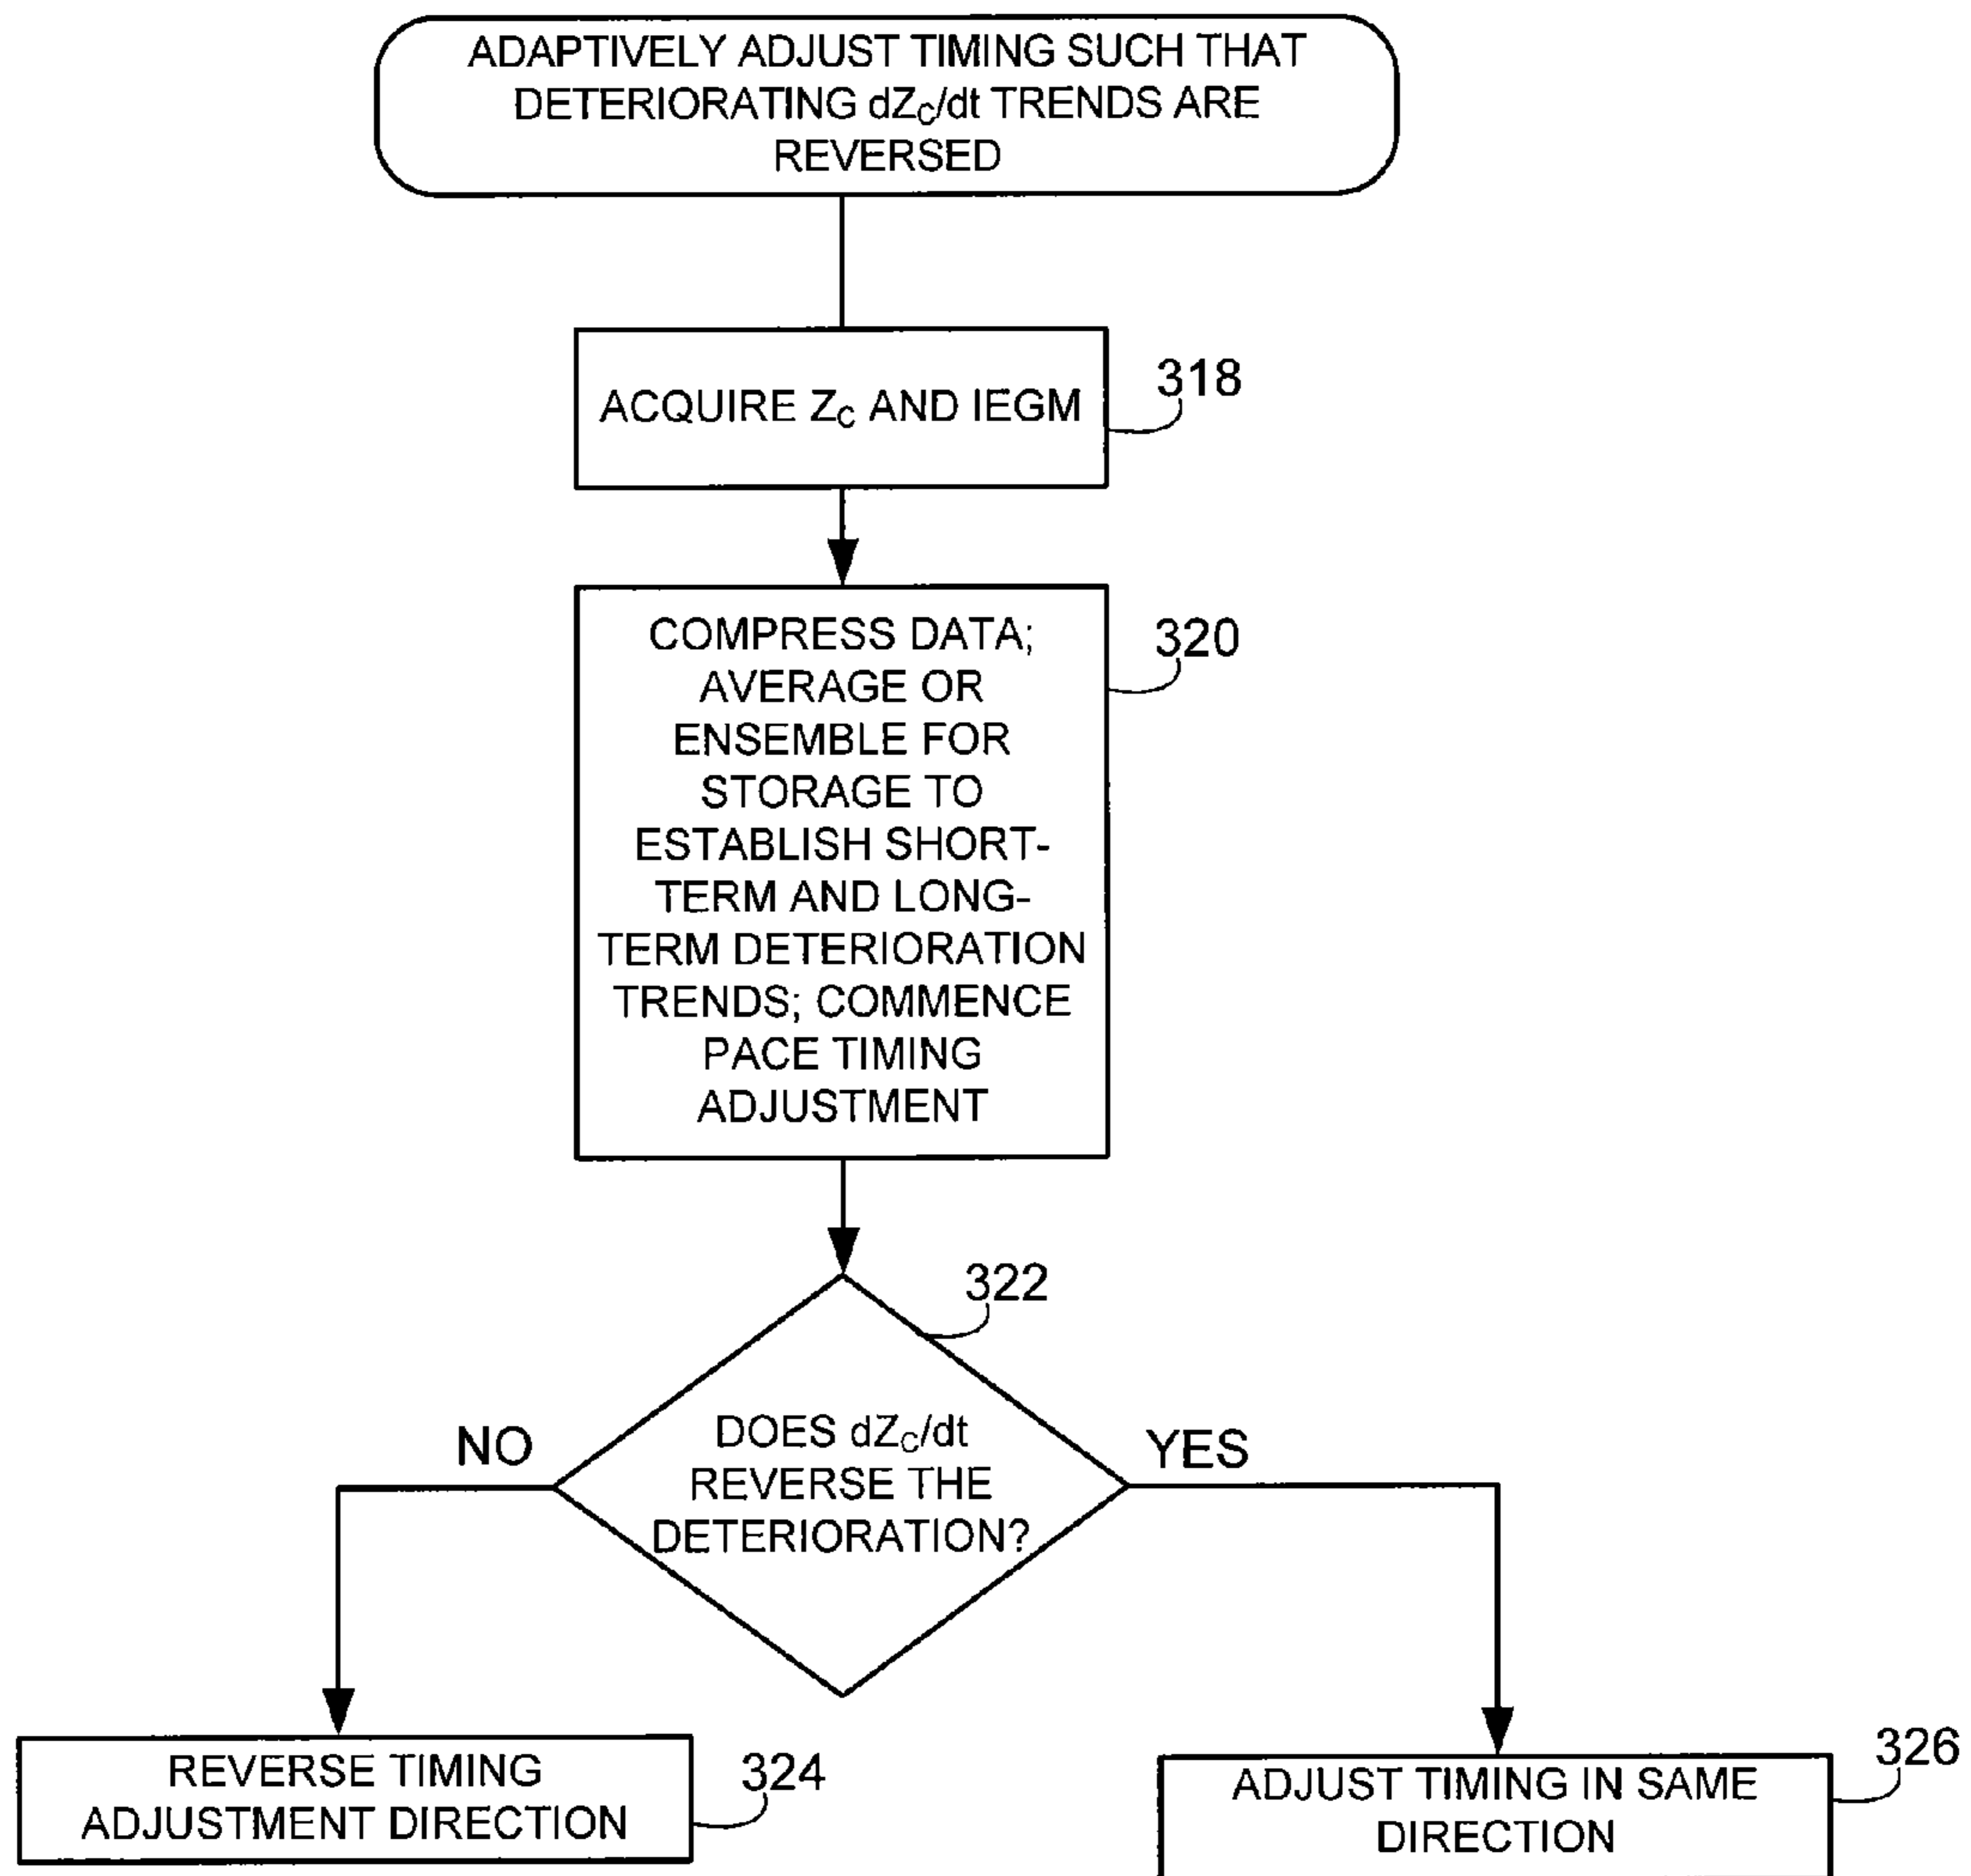 ADAPTIVELY ADJUST TIMING SUCH THAT
DETERIORATING dZC/dt TRENDS ARE
REVERSED
ACQUIRE ZC AND IEGM
318
COMPRESS DATA;
AVERAGE OR
ENSEMBLE FOR
STORAGE TO
ESTABLISH SHORT-
TERM AND LONG-
TERM DETERIORATION
TRENDS; COMMENCE
PACE TIMING
ADJUSTMENT
320
322
DOES dZC/dt
REVERSE THE
DETERIORATION?
NO
YES
REVERSE TIMING
ADJUSTMENT DIRECTION
324
ADJUST TIMING IN SAME
DIRECTION
326